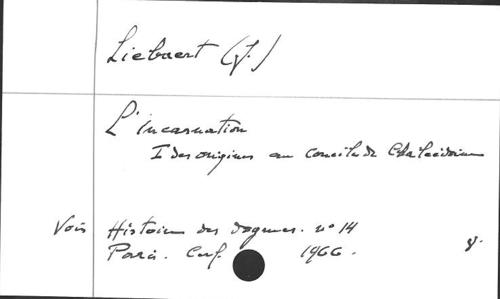 Liebaert (J.)
L'incarnation
I des origines au concile de Chalcédoine
Voir Histoire des dogmes. n° 14
Paris. Cerf. 1966.